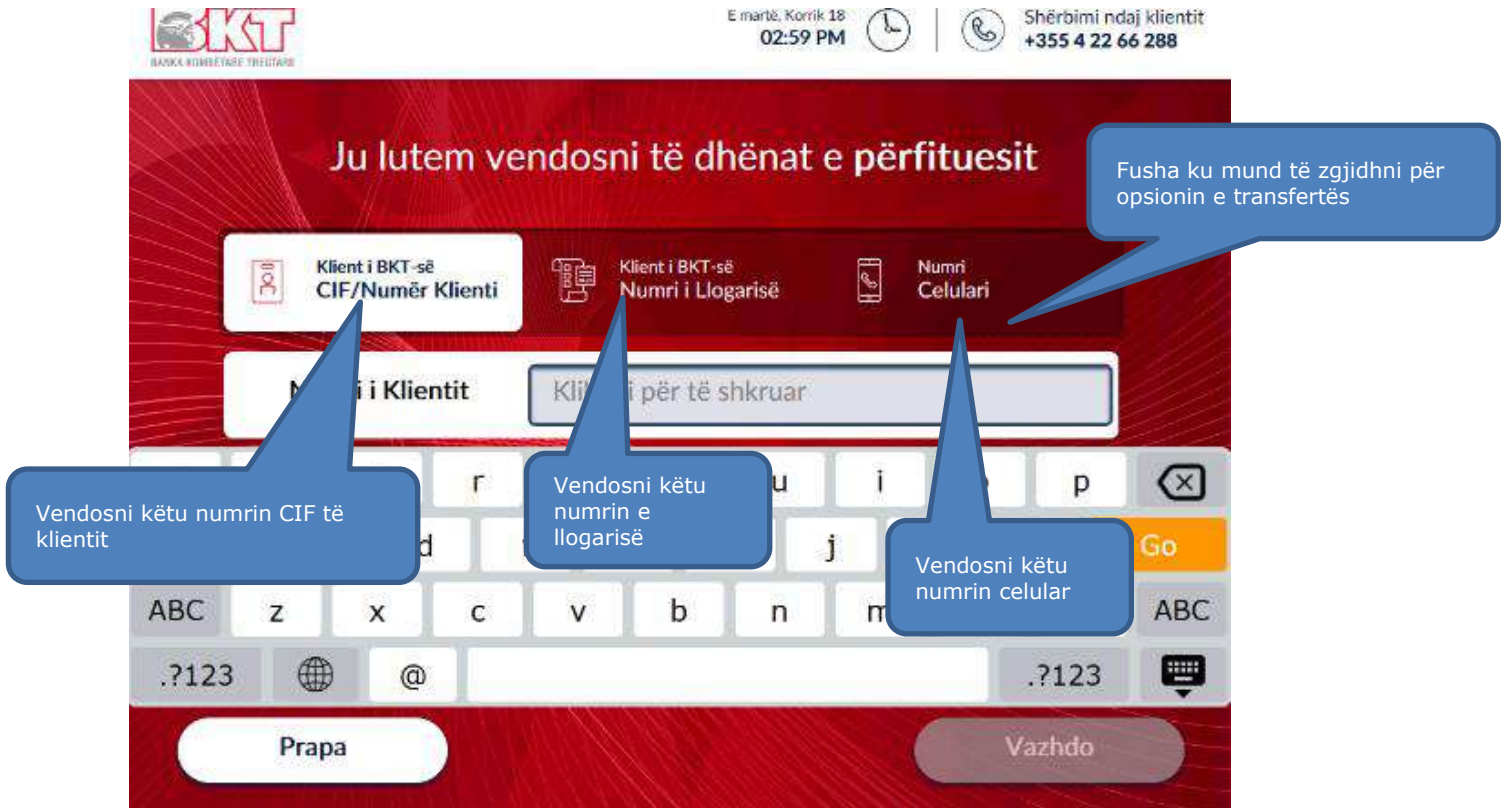 BKT
BANKA KOMBËTARE TREGTARE
E martë, Korrik 18
02:59 PM
Shërbimi ndaj klientit
+355 4 22 66 288
Ju lutem vendosni të dhënat e përfituesit
Fusha ku mund të zgjidhni për
opsionin e transfertës
Klient i BKT-së
CIF/Numër Klienti
Klient i BKT-së
Numri i Llogarisë
Numri
Celulari
i Klientit
për të shkruar
Vendosni këtu numrin CIF të
klientit
Vendosni këtu
numrin e
llogarisë
Vendosni këtu
numrin celular
r u i p
d j Go
ABC z x c v b n m ABC
.?123 @ .?123
Prapa
Vazhdo